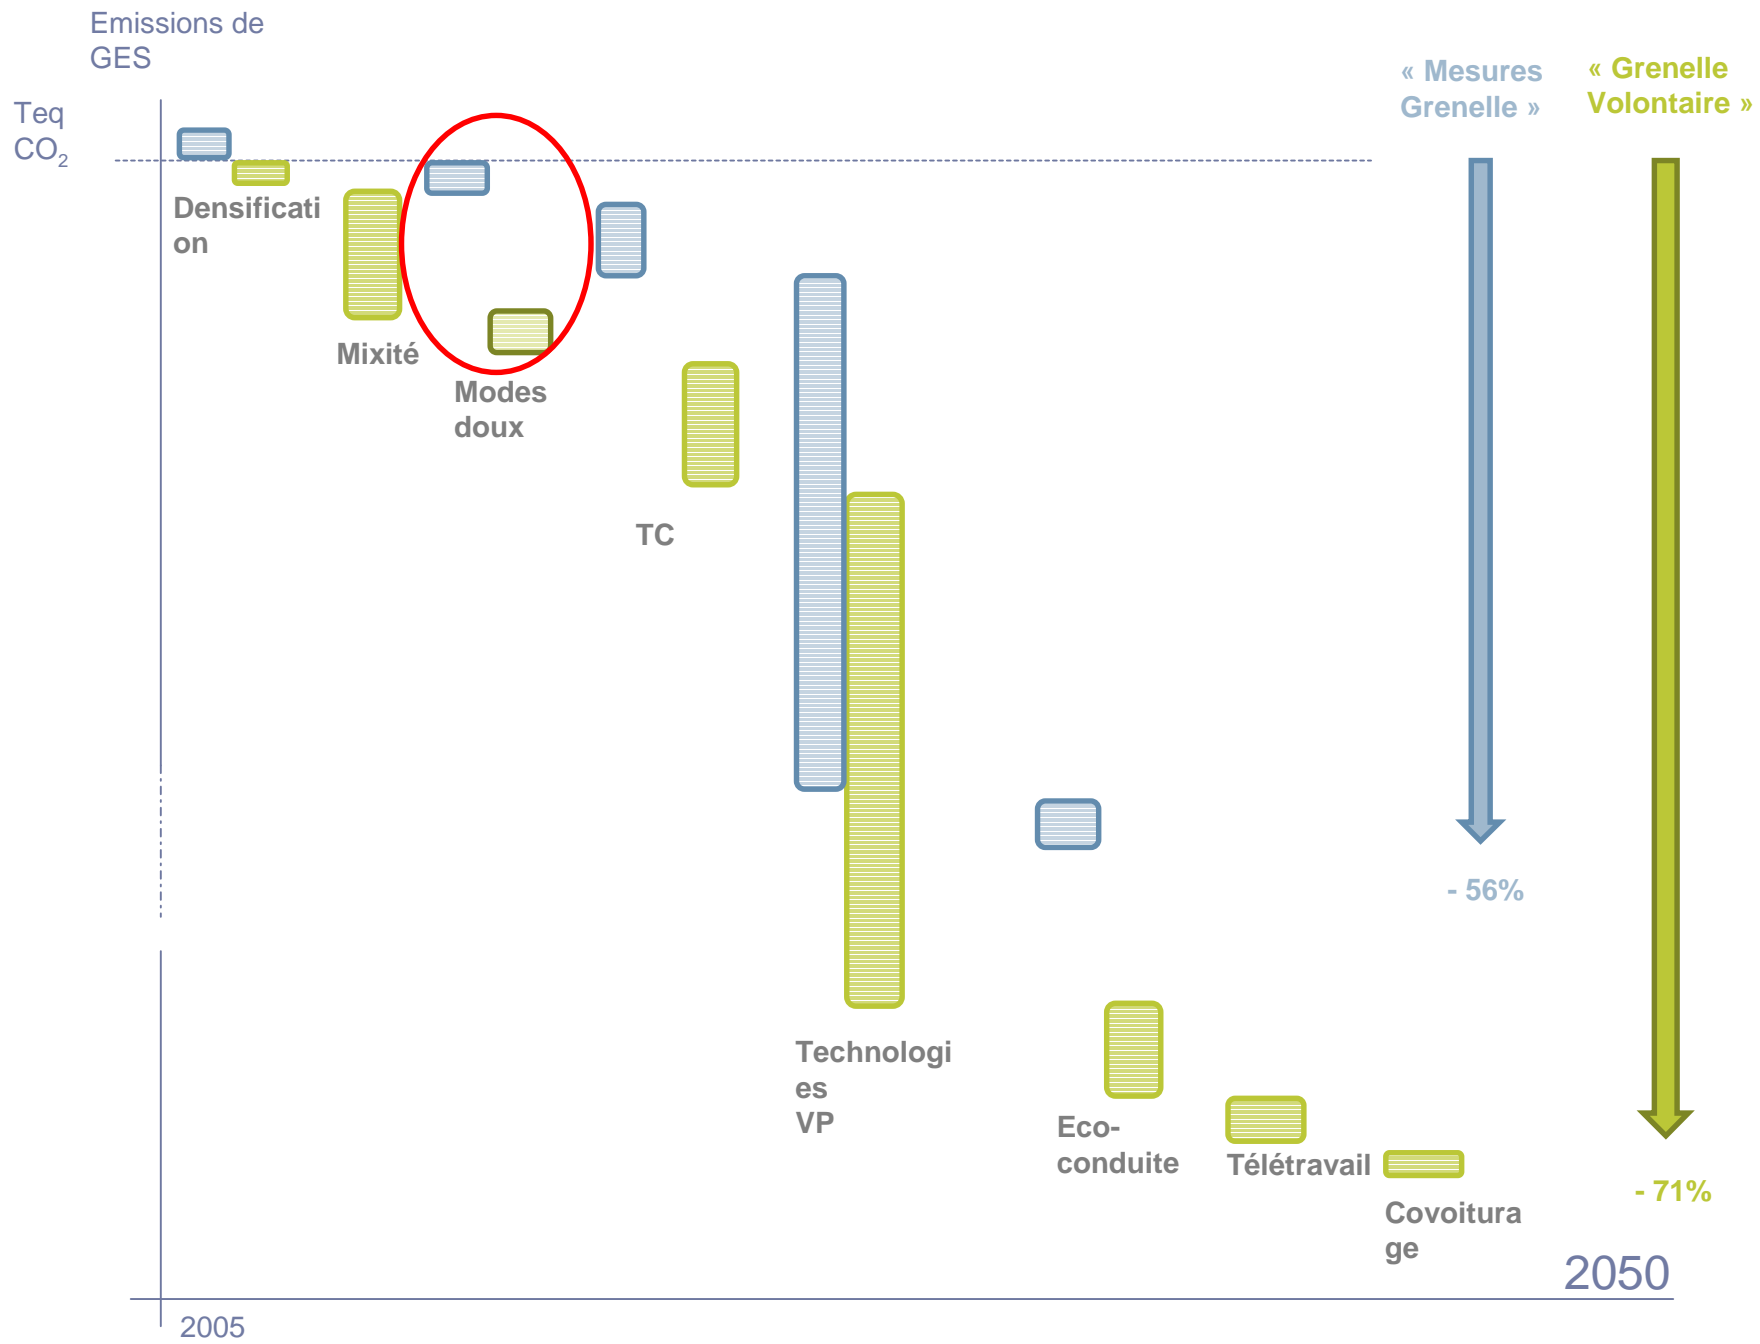 Emissions de
GES
Teq
CO₂
« Mesures
Grenelle »
« Grenelle
Volontaire »
Densificati
on
Mixité
Modes
doux
TC
Technologi
es
VP
Eco-
conduite
Télétravail
Covoitura
ge
- 56%
- 71%
2050
2005